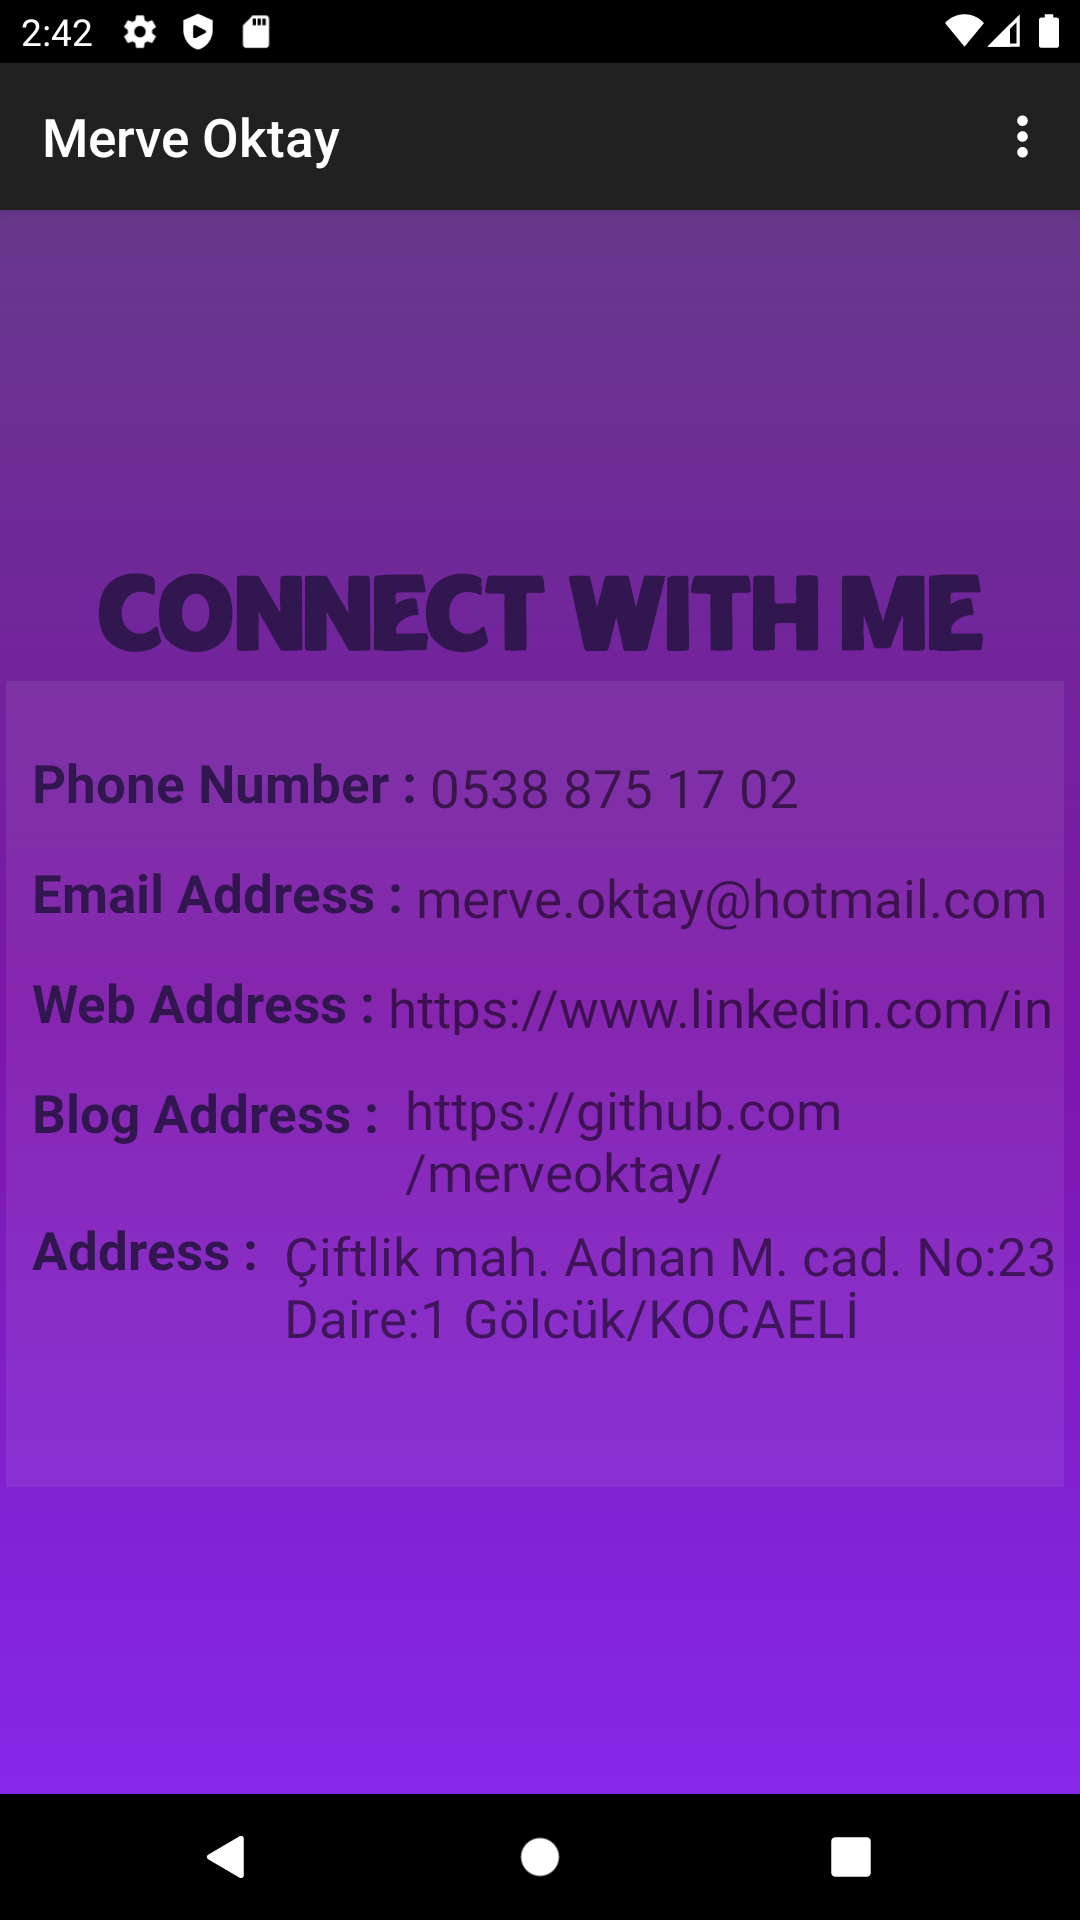 2:42
Merve Oktay
CONNECT WITH ME
Phone Number : 0538 875 17 02
Email Address : merve.oktay@hotmail.com
Web Address : https://www.linkedin.com/in
Blog Address : https://github.com
/merveoktay/
Address : Çiftlik mah. Adnan M. cad. No:23
Daire:1 Gölcük/KOCAELİ